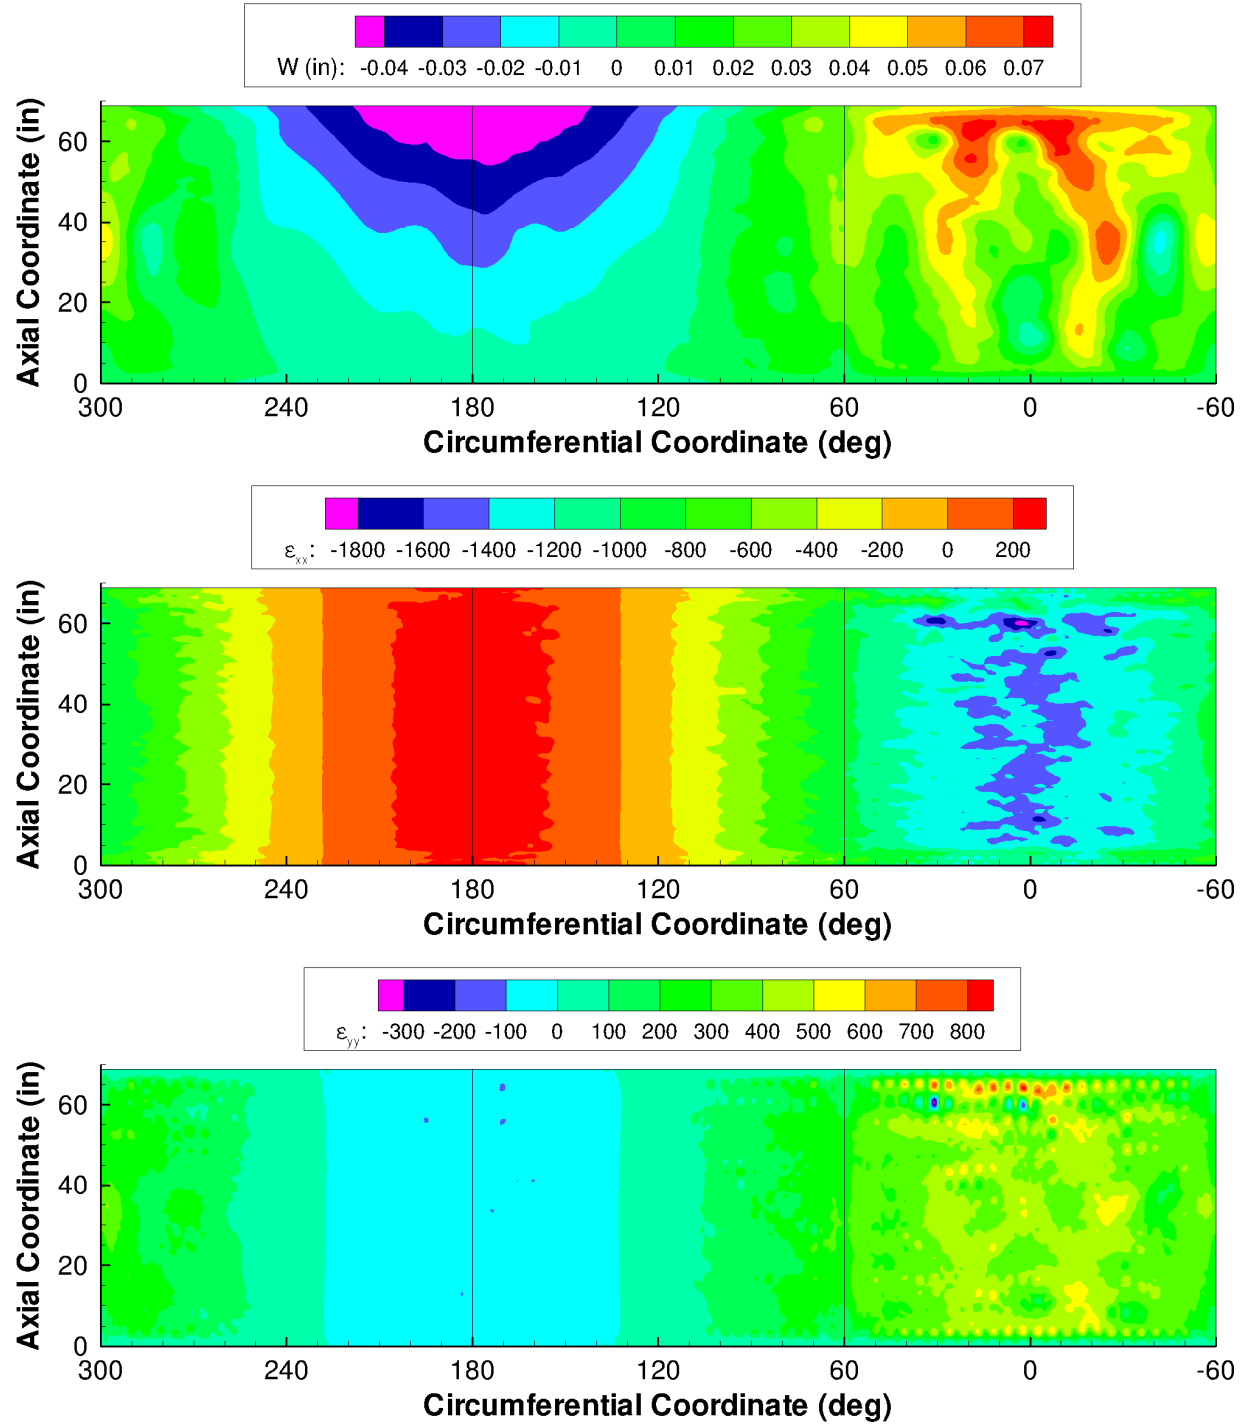 W (in): -0.04 -0.03 -0.02 -0.01 0 0.01 0.02 0.03 0.04 0.05 0.06 0.07
Axial Coordinate (in)
60
40
20
0
300 240 180 120 60 0 -60
Circumferential Coordinate (deg)
εxx: -1800 -1600 -1400 -1200 -1000 -800 -600 -400 -200 0 200
Axial Coordinate (in)
60
40
20
0
300 240 180 120 60 0 -60
Circumferential Coordinate (deg)
εyy: -300 -200 -100 0 100 200 300 400 500 600 700 800
Axial Coordinate (in)
60
40
20
0
300 240 180 120 60 0 -60
Circumferential Coordinate (deg)